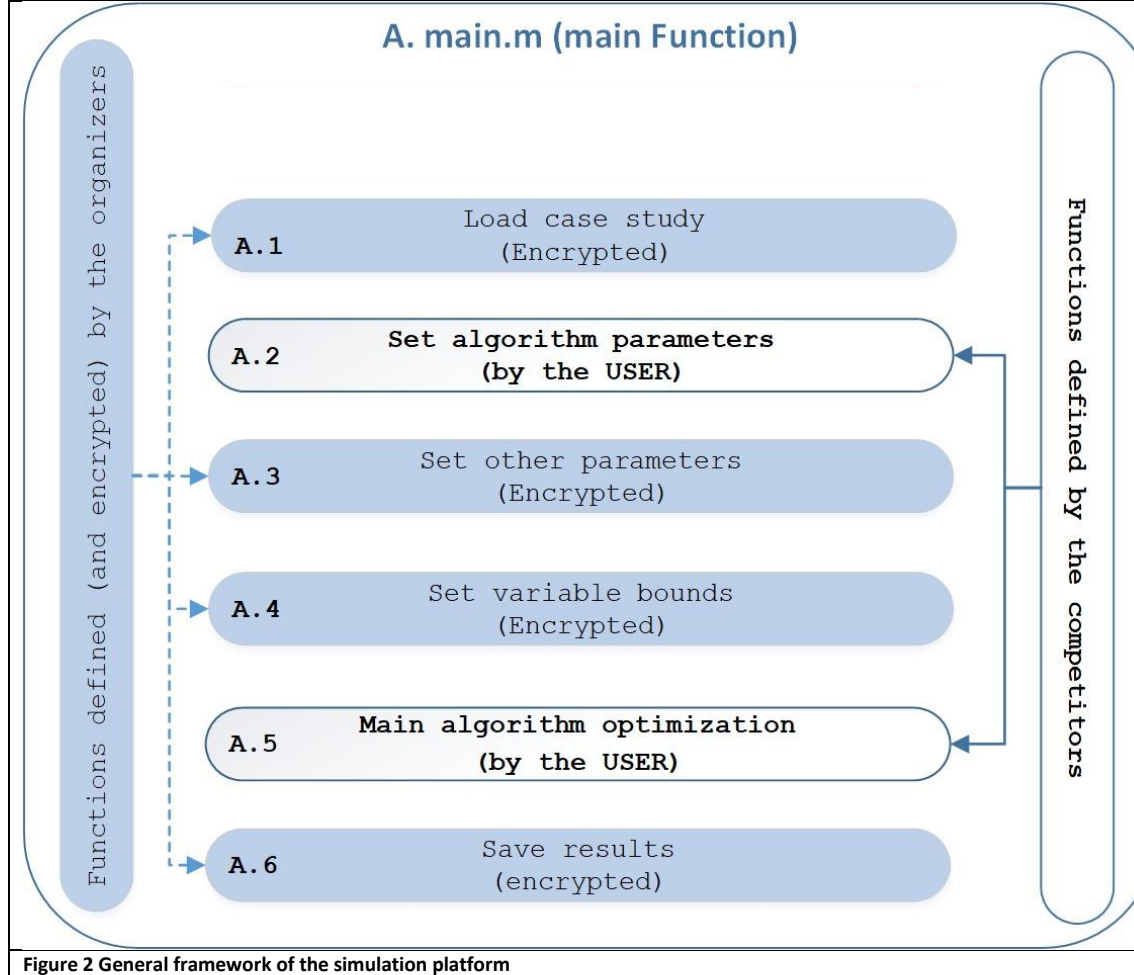 A. main.m (main Function)
Functions defined (and encrypted) by the organizers
A.1
Load case study
(Encrypted)
A.2
Set algorithm parameters
(by the USER)
A.3
Set other parameters
(Encrypted)
A.4
Set variable bounds
(Encrypted)
A.5
Main algorithm optimization
(by the USER)
A.6
Save results
(encrypted)
Functions defined by the competitors
Figure 2 General framework of the simulation platform